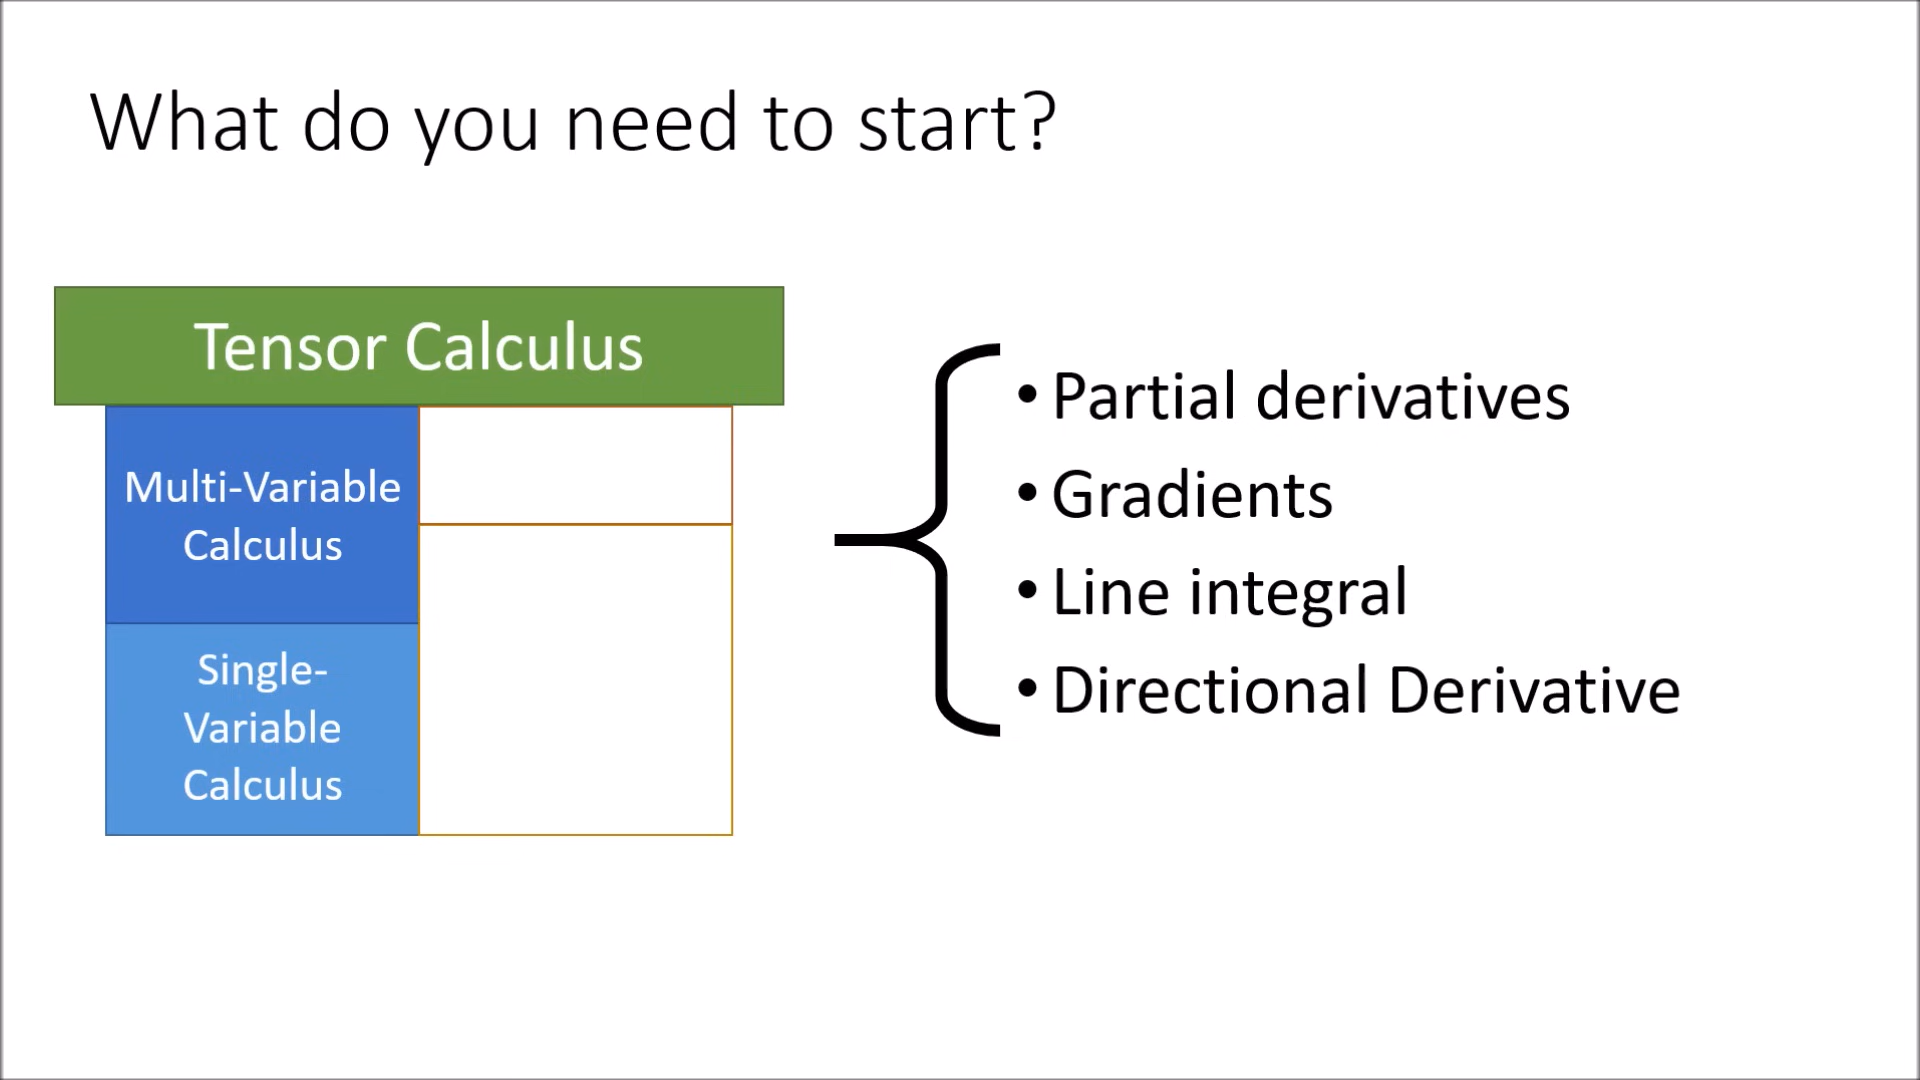 What do you need to start?
Tensor Calculus
Multi-Variable
Calculus
Single-
Variable
Calculus
• Partial derivatives
• Gradients
• Line integral
• Directional Derivative